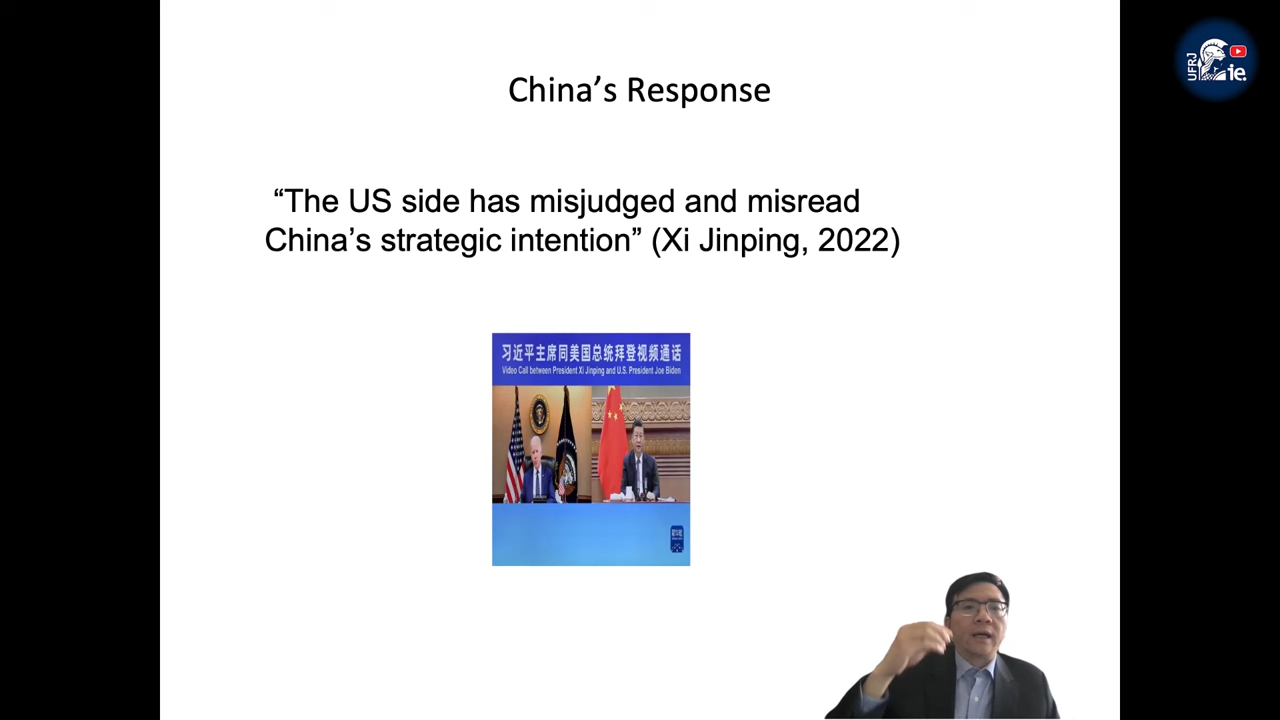 China's Response
“The US side has misjudged and misread
China's strategic intention” (Xi Jinping, 2022)
习近平主席同美国总统拜登视频通话
Video Call between President Xi Jinping and U.S. President Joe Biden
UFRJ
ie.